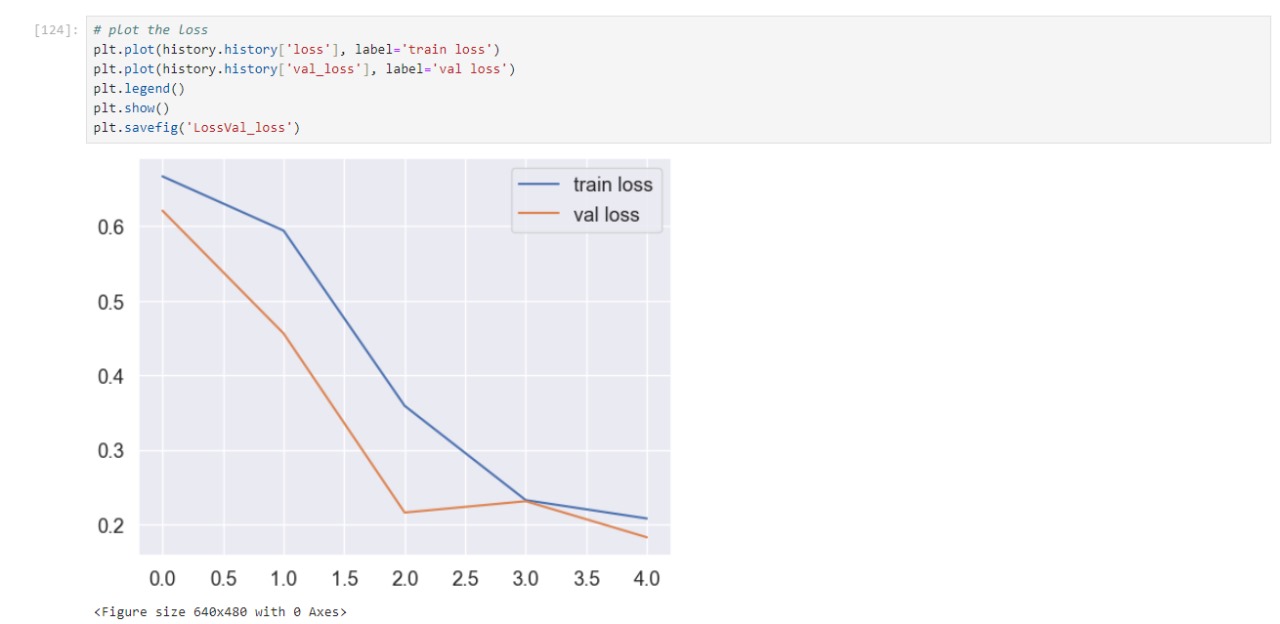 [124]: # plot the loss
plt.plot(history.history['loss'], label='train loss')
plt.plot(history.history['val_loss'], label='val loss')
plt.legend()
plt.show()
plt.savefig('LossVal_loss')
train loss
val loss
0.6
0.5
0.4
0.3
0.2
0.0 0.5 1.0 1.5 2.0 2.5 3.0 3.5 4.0
<Figure size 640x480 with 0 Axes>